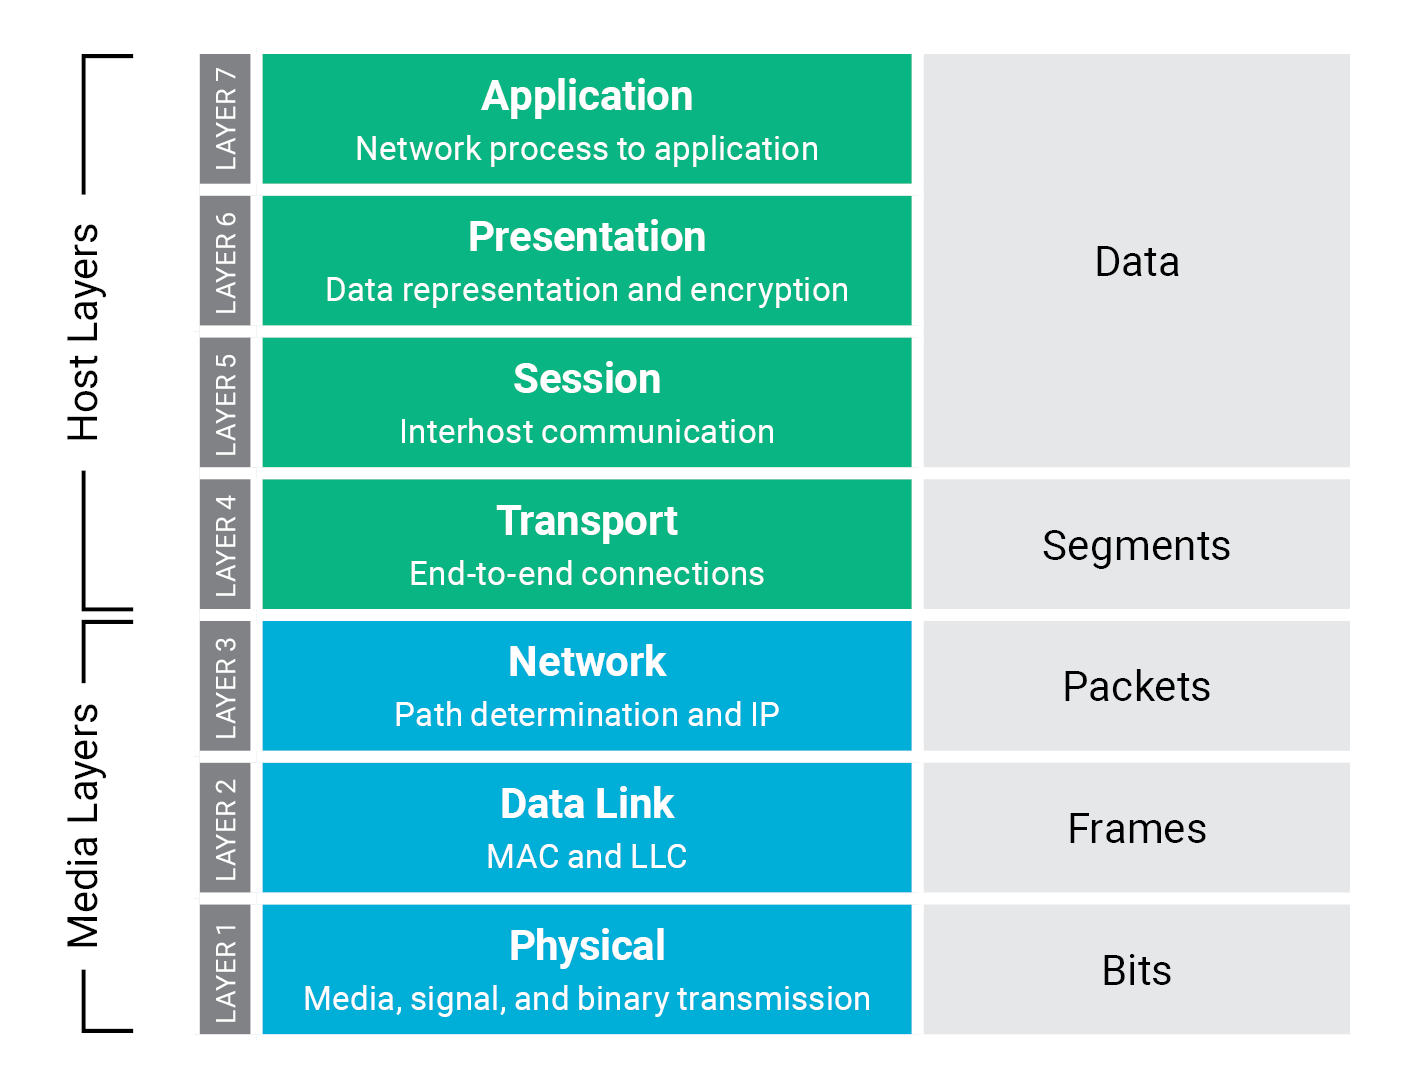 Host Layers
LAYER 7
Application
Network process to application
LAYER 6
Presentation
Data representation and encryption
LAYER 5
Session
Interhost communication
Data
LAYER 4
Transport
End-to-end connections
Segments
Media Layers
LAYER 3
Network
Path determination and IP
Packets
LAYER 2
Data Link
MAC and LLC
Frames
LAYER 1
Physical
Media, signal, and binary transmission
Bits